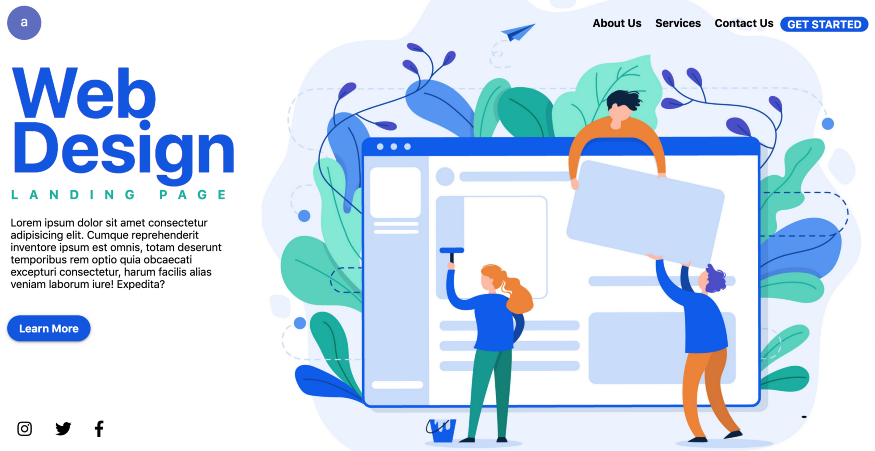 a
About Us
Services
Contact Us
GET STARTED
Web
Design
LANDING PAGE
Lorem ipsum dolor sit amet consectetur
adipisicing elit. Cumque reprehenderit
inventore ipsum est omnis, totam deserunt
temporibus rem optio quia obcaecati
excepturi consectetur, harum facilis alias
veniam laborum iure! Expedita?
Learn More